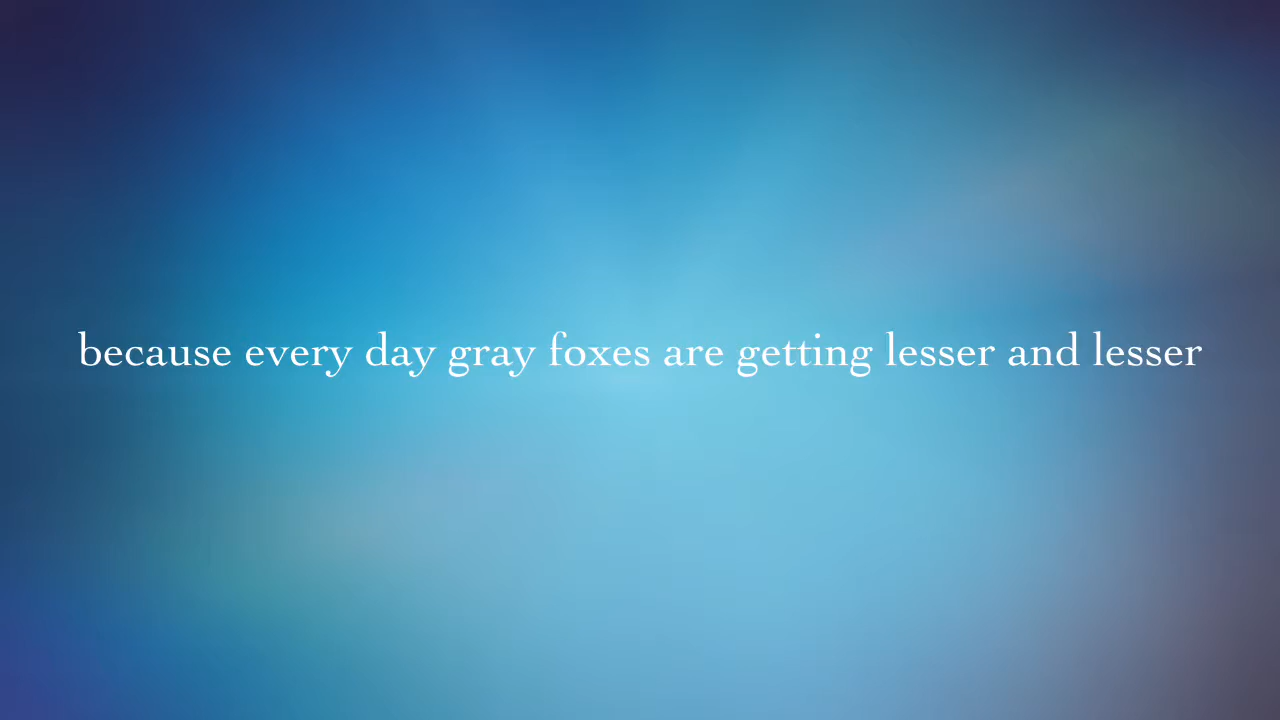 because every day gray foxes are getting lesser and lesser